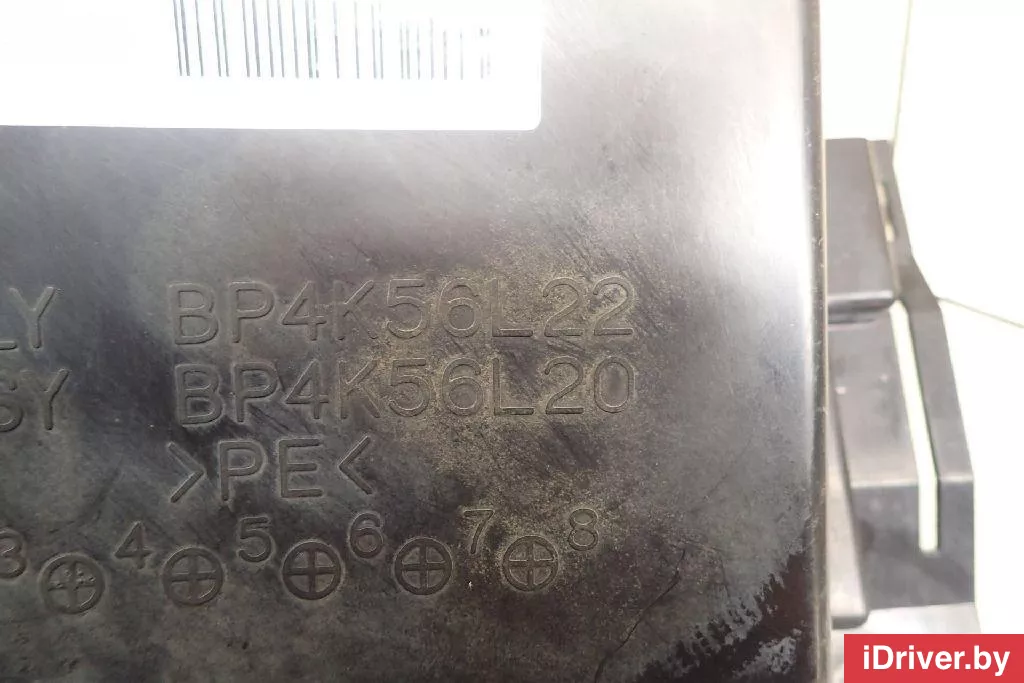 LY BP4K56L22
SY BP4K56L20
>PE<
3 4 5 6 7 8
iDriver.by